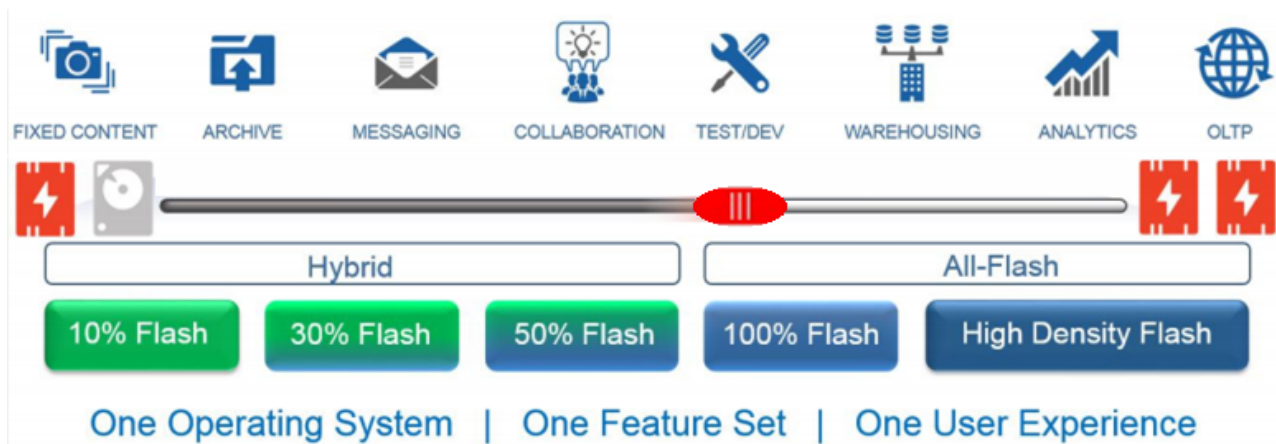 FIXED CONTENT ARCHIVE MESSAGING COLLABORATION TEST/DEV WAREHOUSING ANALYTICS OLTP
Hybrid All-Flash
10% Flash 30% Flash 50% Flash 100% Flash High Density Flash
One Operating System | One Feature Set | One User Experience